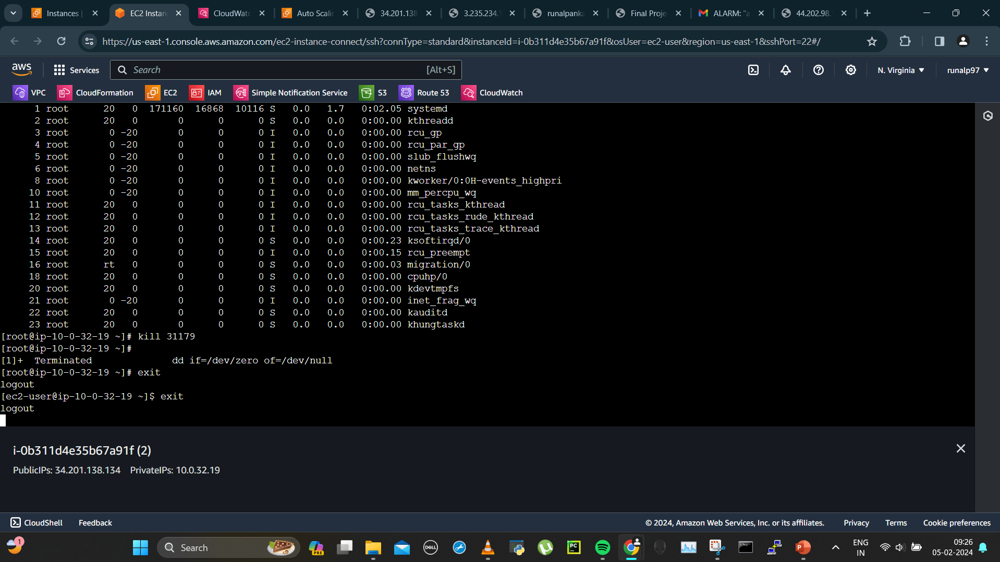 Instances |
EC2 Instan
CloudWatc
Auto Scalin
34.201.138
3.235.234.1
runalpanka
Final Proje
ALARM: "a
44.202.98.1
https://us-east-1.console.aws.amazon.com/ec2-instance-connect/ssh?connType=standard&instanceId=i-0b311d4e35b67a91f&osUser=ec2-user&region=us-east-1&sshPort=22#/
aws
Services
Search
[Alt+S]
N. Virginia
runalp97
VPC
CloudFormation
EC2
IAM
Simple Notification Service
S3
Route 53
CloudWatch
1 root 20 0 171160 16868 10116 S 0.0 1.7 0:02.05 systemd
2 root 20 0 0 0 0 S 0.0 0.0 0:00.00 kthreadd
3 root 0 -20 0 0 0 I 0.0 0.0 0:00.00 rcu_gp
4 root 0 -20 0 0 0 I 0.0 0.0 0:00.00 rcu_par_gp
5 root 0 -20 0 0 0 I 0.0 0.0 0:00.00 slub_flushwq
6 root 0 -20 0 0 0 I 0.0 0.0 0:00.00 netns
8 root 0 -20 0 0 0 I 0.0 0.0 0:00.00 kworker/0:0H-events_highpri
10 root 0 -20 0 0 0 I 0.0 0.0 0:00.00 mm_percpu_wq
11 root 20 0 0 0 0 I 0.0 0.0 0:00.00 rcu_tasks_kthread
12 root 20 0 0 0 0 I 0.0 0.0 0:00.00 rcu_tasks_rude_kthread
13 root 20 0 0 0 0 I 0.0 0.0 0:00.00 rcu_tasks_trace_kthread
14 root 20 0 0 0 0 S 0.0 0.0 0:00.23 ksoftirqd/0
15 root 20 0 0 0 0 I 0.0 0.0 0:00.15 rcu_preempt
16 root rt 0 0 0 0 S 0.0 0.0 0:00.03 migration/0
18 root 20 0 0 0 0 S 0.0 0.0 0:00.00 cpuhp/0
20 root 20 0 0 0 0 S 0.0 0.0 0:00.00 kdevtmpfs
21 root 0 -20 0 0 0 I 0.0 0.0 0:00.00 inet_frag_wq
22 root 20 0 0 0 0 S 0.0 0.0 0:00.00 kauditd
23 root 20 0 0 0 0 S 0.0 0.0 0:00.00 khungtaskd
[root@ip-10-0-32-19 ~]# kill 31179
[root@ip-10-0-32-19 ~]#
[1]+ Terminated dd if=/dev/zero of=/dev/null
[root@ip-10-0-32-19 ~]# exit
logout
[ec2-user@ip-10-0-32-19 ~]$ exit
logout
i-0b311d4e35b67a91f (2)
PublicIPs: 34.201.138.134 PrivateIPs: 10.0.32.19
CloudShell
Feedback
© 2024, Amazon Web Services, Inc. or its affiliates.
Privacy
Terms
Cookie preferences
1
Search
PRE
DELL
PC
ENG
IN
09:26
05-02-2024